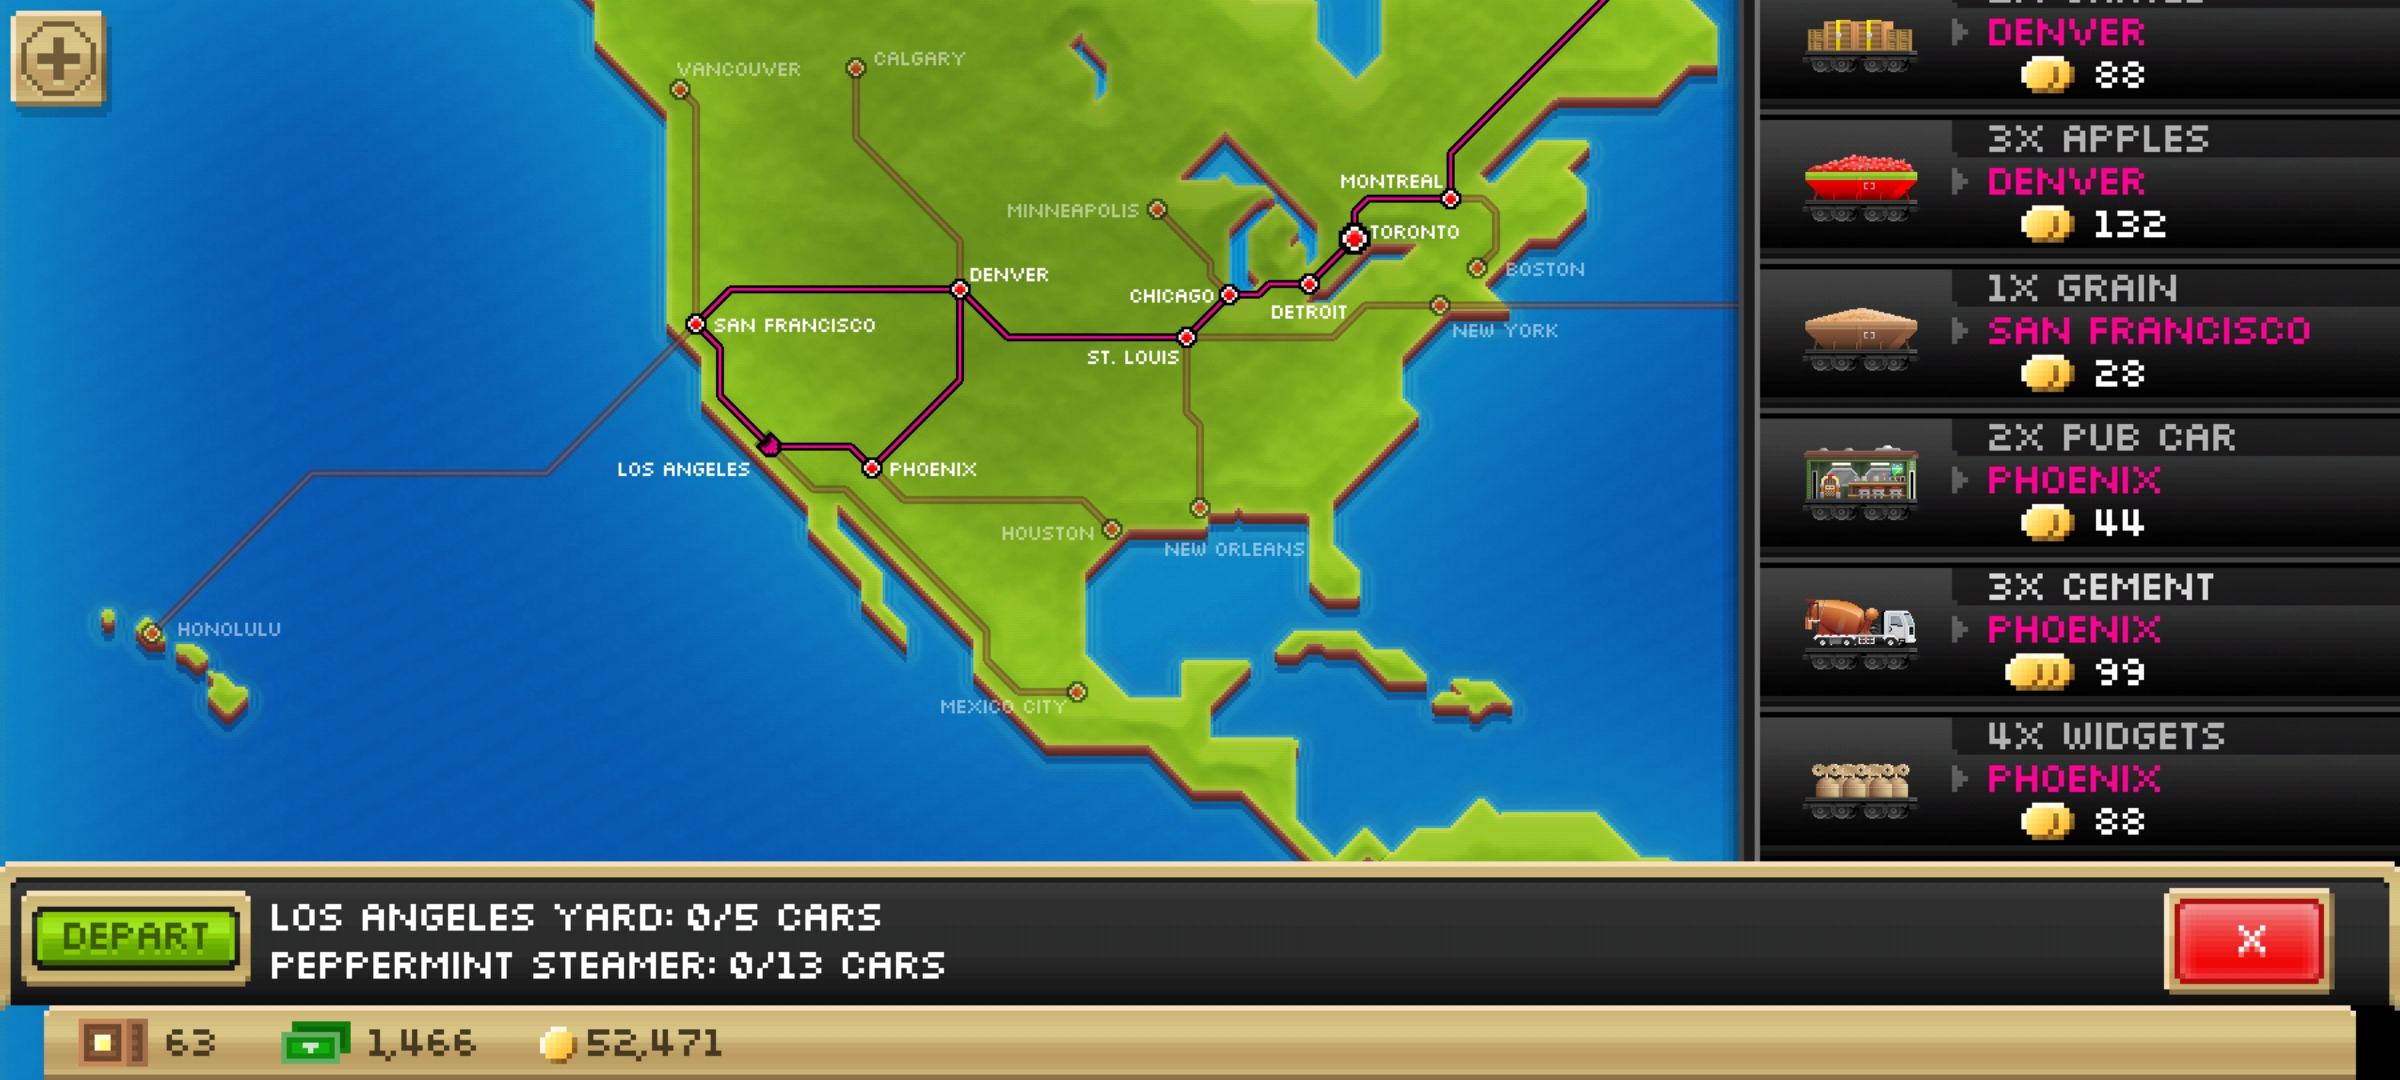 VANCOUVER
CALGARY
MINNEAPOLIS
MONTREAL
TORONTO
BOSTON
DENVER
CHICAGO
DETROIT
NEW YORK
SAN FRANCISCO
ST. LOUIS
LOS ANGELES
PHOENIX
HOUSTON
NEW ORLEANS
HONOLULU
MEXICO CITY
DENVER
88
3X APPLES
DENVER
132
1X GRAIN
SAN FRANCISCO
28
2X PUB CAR
PHOENIX
44
3X CEMENT
PHOENIX
99
4X WIDGETS
PHOENIX
88
DEPART
LOS ANGELES YARD: 0/5 CARS
PEPPERMINT STEAMER: 0/13 CARS
X
63
1,466
52,471